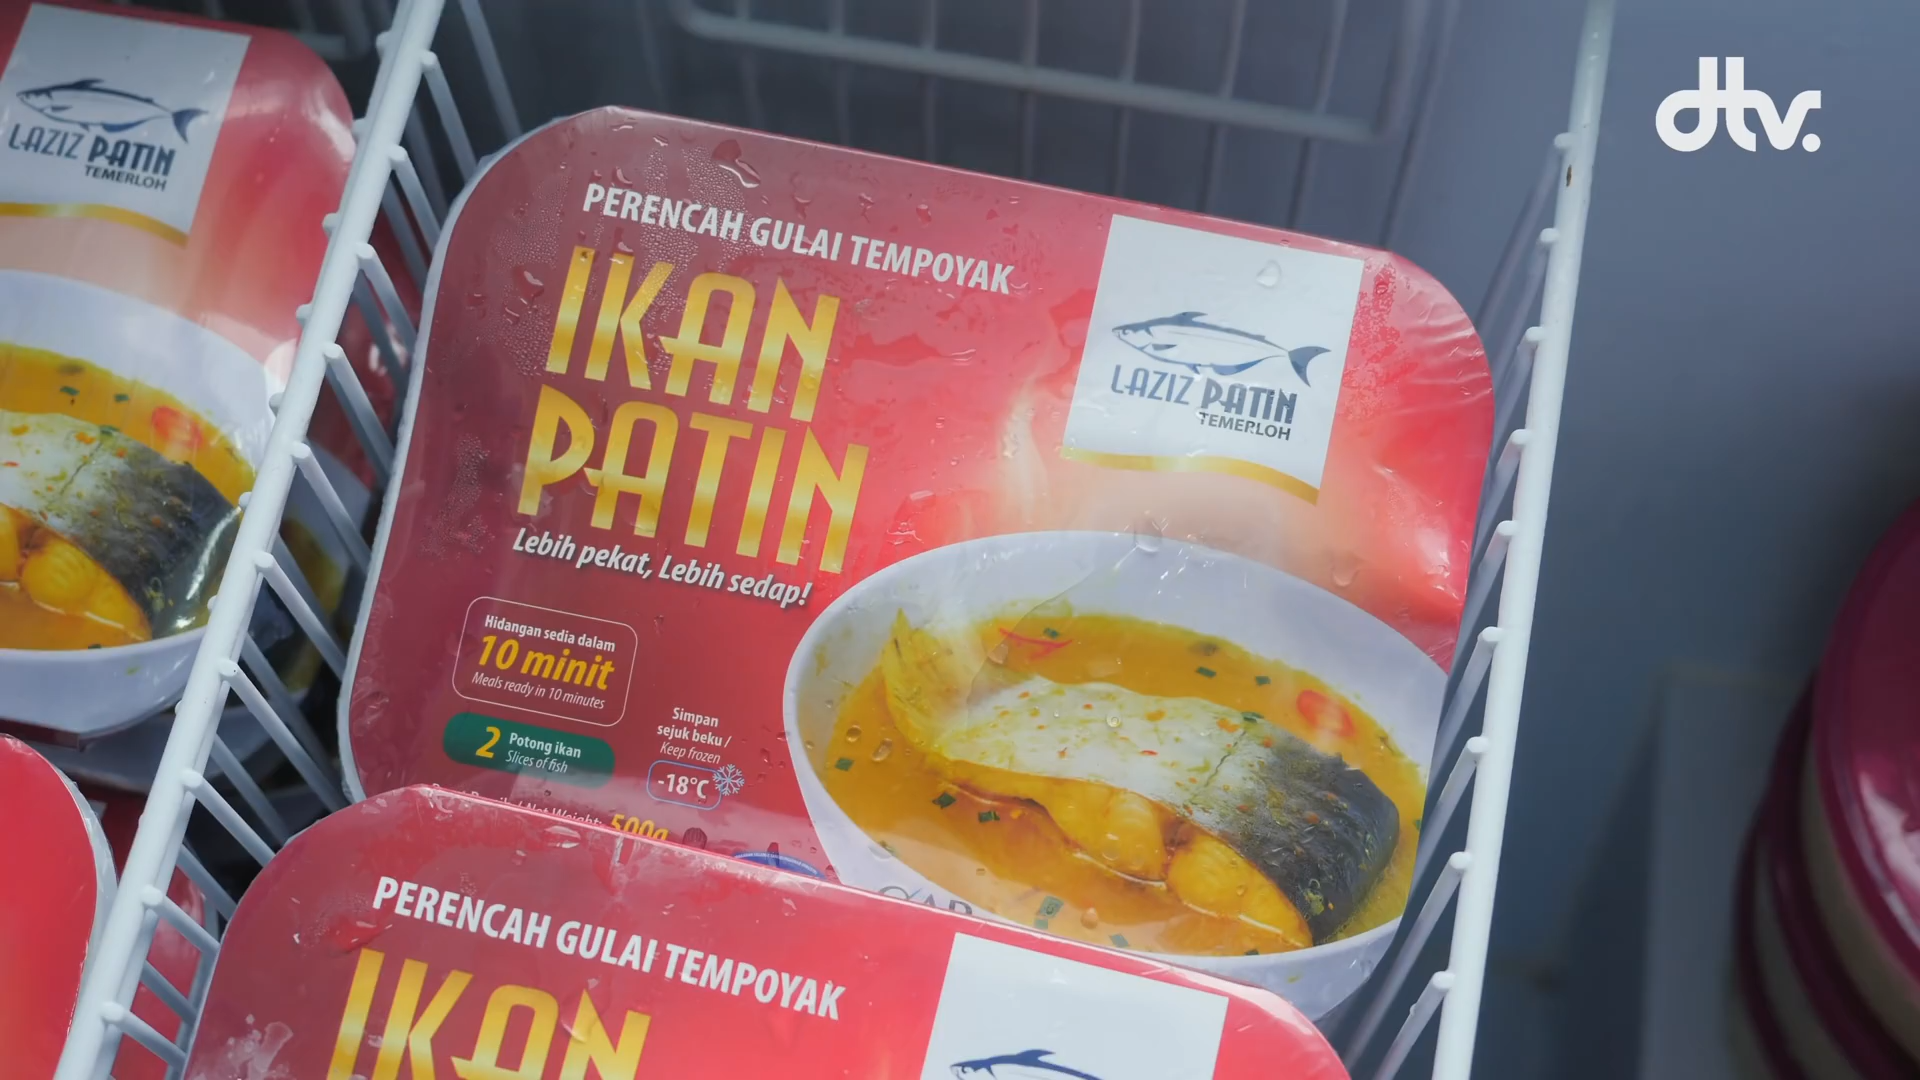 dtv.
LAZIZ PATIN
TEMERLOH
PERENCAH GULAI TEMPOYAK
IKAN
PATIN
Lebih pekat, Lebih sedap!
LAZIZ PATIN
TEMERLOH
Hidangan sedia dalam
10 minit
Meals ready in 10 minutes
2 Potong ikan
Slices of fish
Simpan
sejuk beku /
Keep frozen
-18°C
Net Weight: 500g
PERENCAH GULAI TEMPOYAK
IKAN